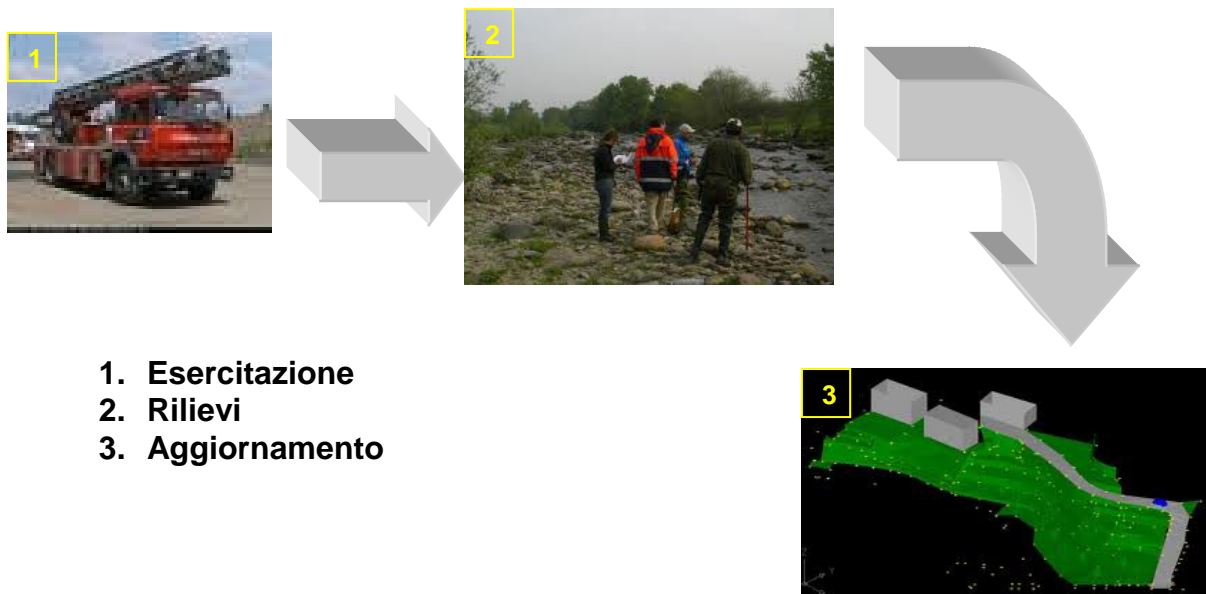 1
2
1. Esercitazione
2. Rilievi
3. Aggiornamento
3